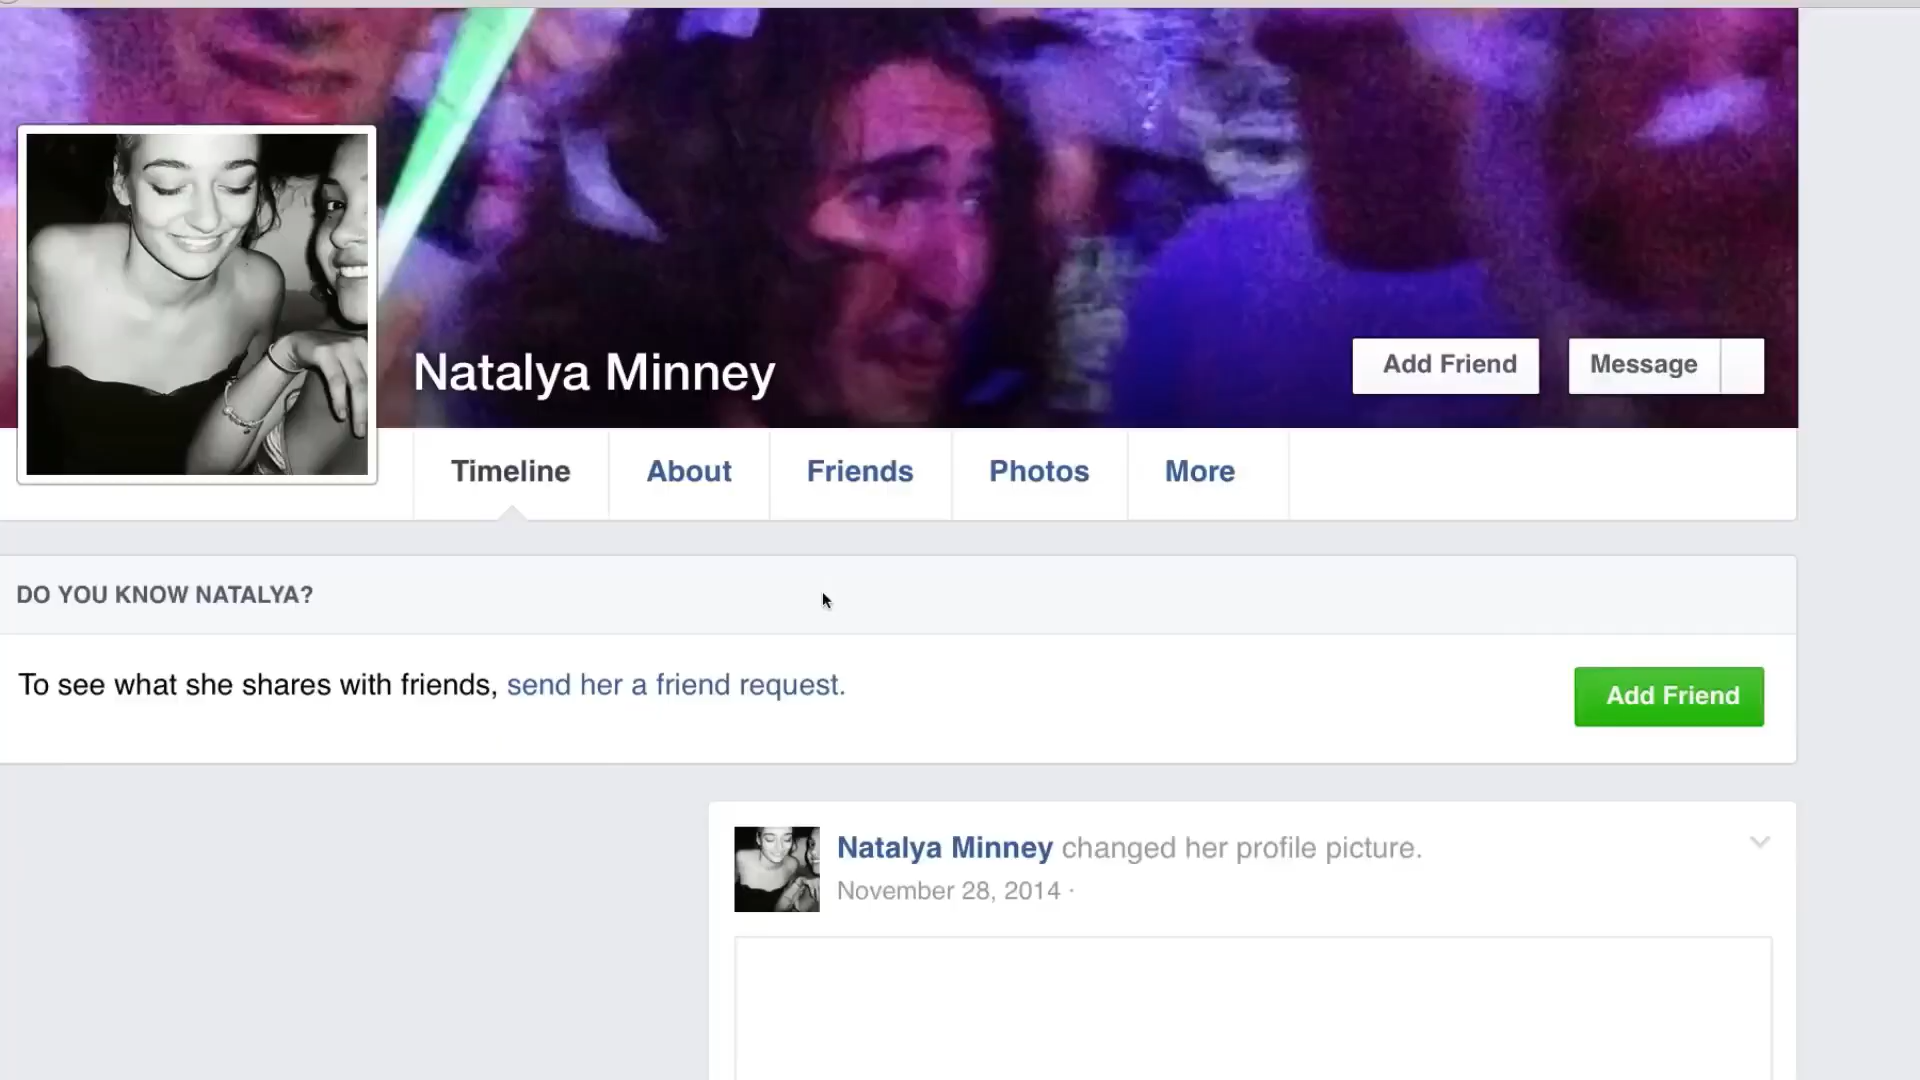 Natalya Minney
Add Friend
Message
Timeline
About
Friends
Photos
More
DO YOU KNOW NATALYA?
To see what she shares with friends, send her a friend request.
Add Friend
Natalya Minney changed her profile picture.
November 28, 2014 ·